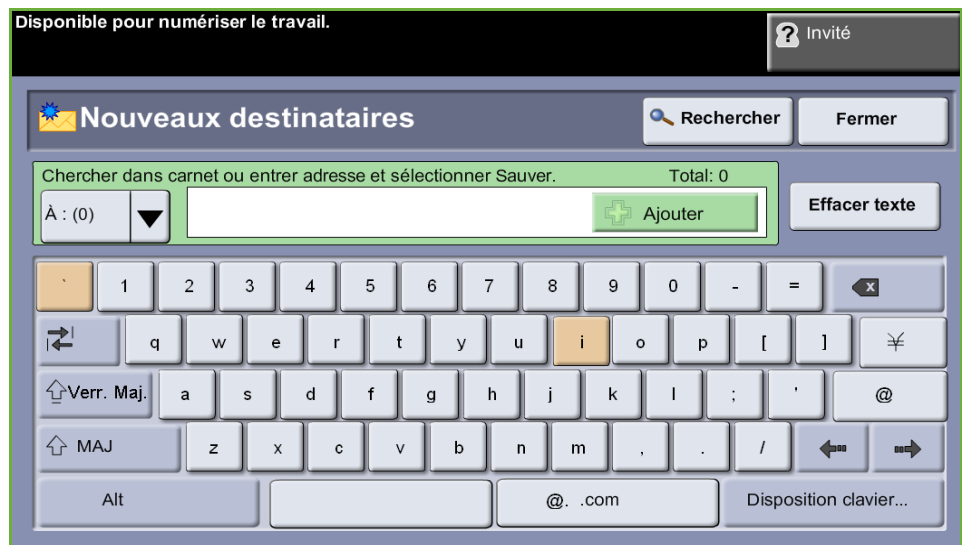 Disponible pour numériser le travail.
? Invité
Nouveaux destinataires
Rechercher
Fermer
Chercher dans carnet ou entrer adresse et sélectionner Sauver. Total: 0
À : (0)
Ajouter
Effacer texte
` 1 2 3 4 5 6 7 8 9 0 - = x
q w e r t y u i o p [ ] ¥
Verr. Maj. a s d f g h j k l ; ' @
MAJ z x c v b n m , . /
Alt @. .com Disposition clavier...